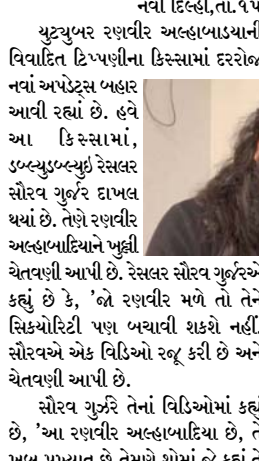 નવી દિલ્હી,તા.૧૫
યુટ્યુબર રણવીર અલ્હાબાડયાની
વિવાદિત ટિપ્પણીના કિસ્સામાં દરરોજ
નવાં અપડેટ્સ બહાર
આવી રહ્યાં છે. હવે
આ કિસ્સામાં,
ડબ્લ્યુડબ્લ્યુઇ રેસલર
સૌરવ ગુર્જર દાખલ
થયાં છે. તેણે રણવીર
અલ્હાબાદિયાને ખુલ્લી
ચેતવણી આપી છે. રેસલર સૌરવ ગુર્જરએ
કહ્યું છે કે, 'જો રણવીર મળે તો તેને
સિકયોરિટી પણ બચાવી શકશે નહીં.
સૌરવએ એક વિડિઓ રજૂ કરી છે અને
ચેતવણી આપી છે.
સૌરવ ગુર્ઝરે તેનાં વિડિઓમાં કહ્યું
છે, 'આ રણવીર અલ્હાબાદિયા છે, તે